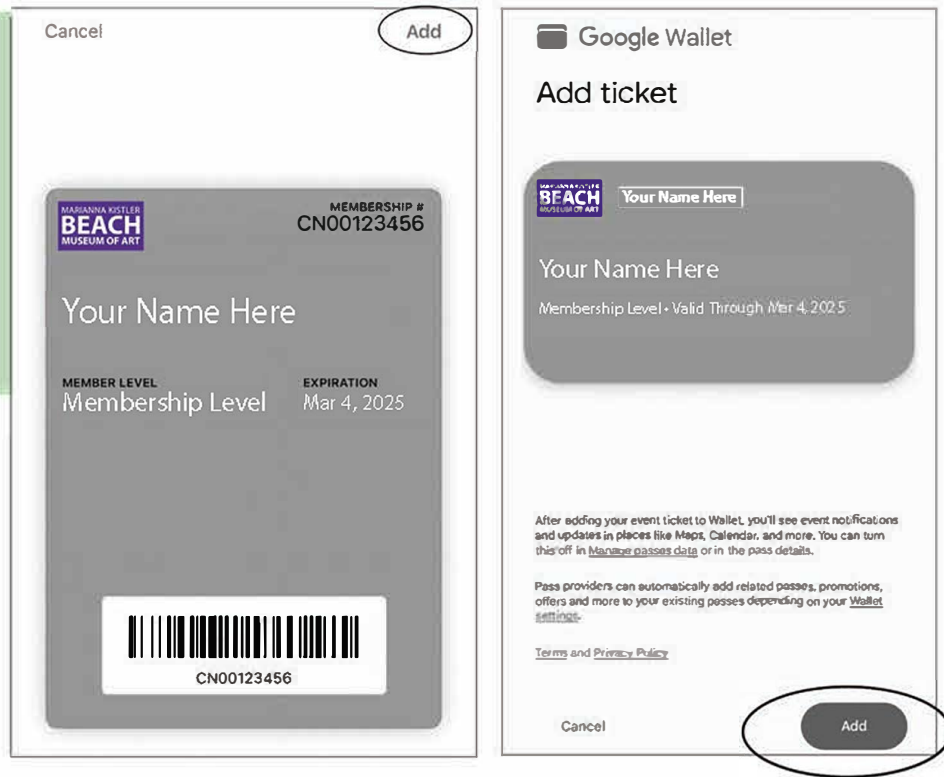 Cancel
Add
MARIANNA KISTLER
BEACH
MUSEUM OF ART
MEMBERSHIP #
CN00123456
Your Name Here
MEMBER LEVEL
Membership Level
EXPIRATION
Mar 4, 2025
CN00123456
Google Wallet
Add ticket
MARIANNA KISTLER
BEACH
MUSEUM OF ART
Your Name Here
Your Name Here
Membership Level • Valid Through Mar 4, 2025
After adding your event ticket to Wallet, you'll see event notifications
and updates in places like Maps, Calendar, and more. You can turn
this off in Manage passes data or in the pass details.
Pass providers can automatically add related passes, promotions,
offers and more to your existing passes depending on your Wallet
settings.
Terms and Privacy Policy
Cancel
Add